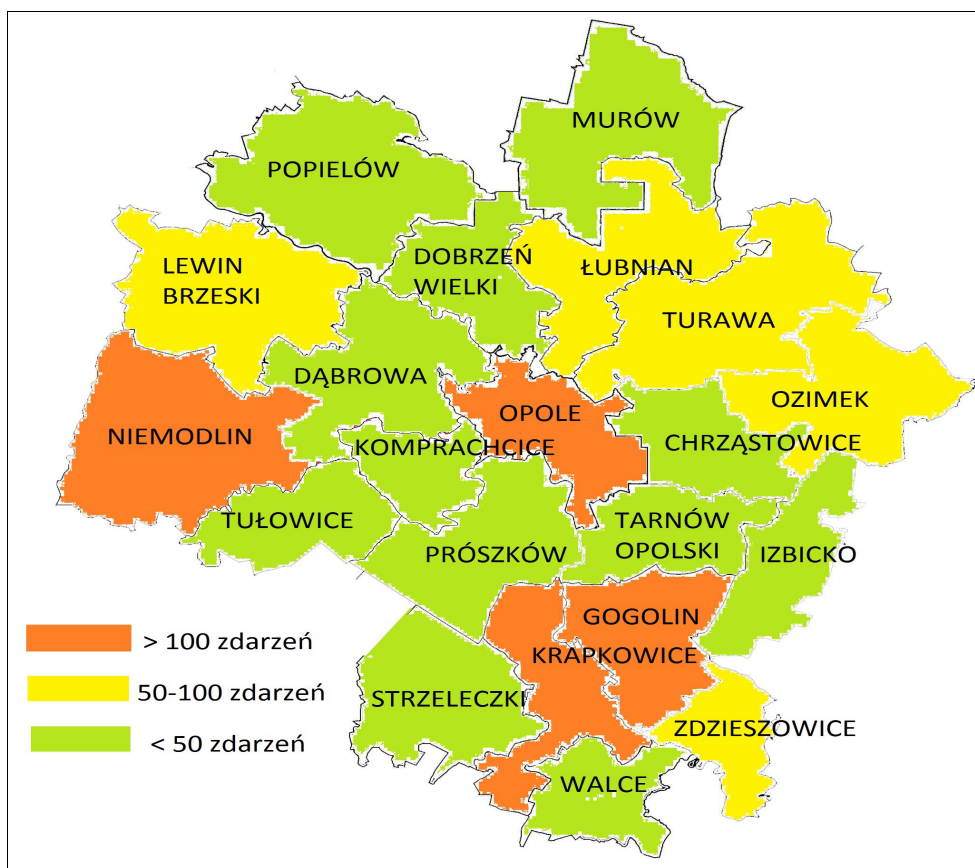 MURÓW
POPIELÓW
DOBRZEŃ
WIELKI
LEWIN
BRZESKI
ŁUBNIAN
TURAWA
DĄBROWA
OZIMEK
OPOLE
NIEMODLIN
KOMPRACHCICE
CHRZĄSTOWICE
TUŁOWICE
TARNÓW
OPOLSKI
PRÓSZKÓW
IZBICKO
GOGOLIN
KRAPKOWICE
STRZELECZKI
ZDZIESZOWICE
WALCE
> 100 zdarzeń
50-100 zdarzeń
< 50 zdarzeń